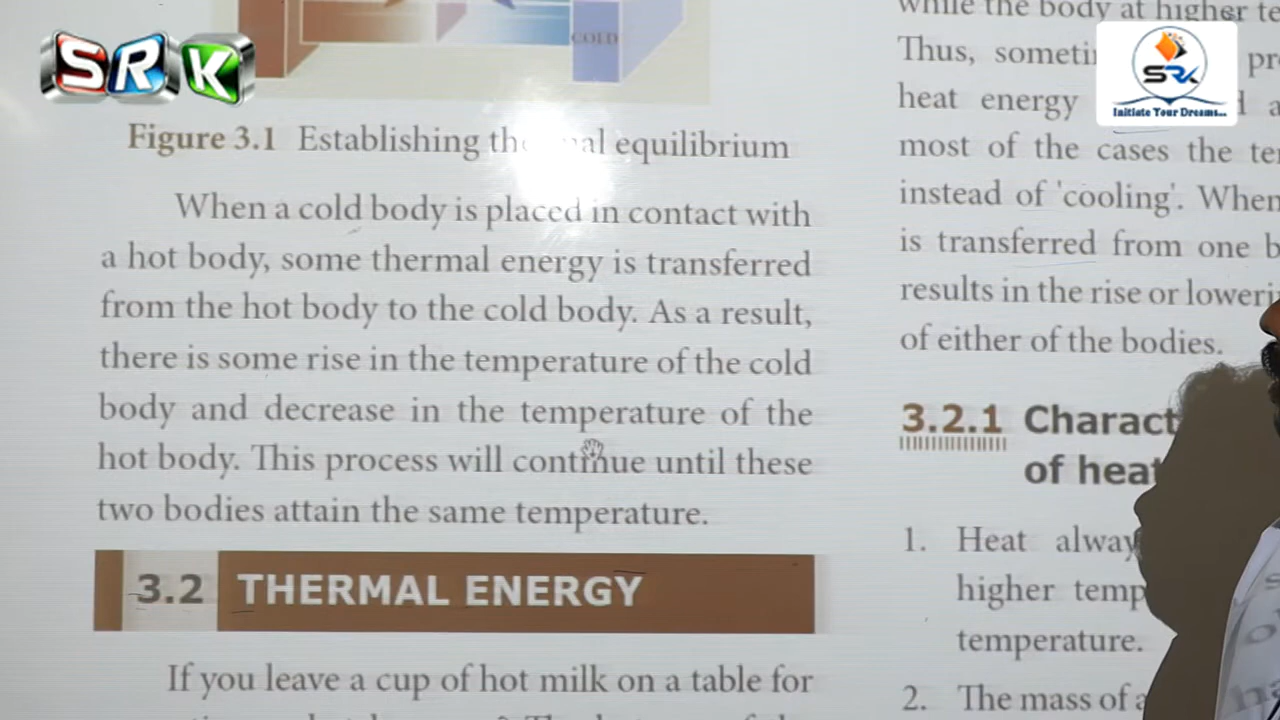 SRK
COLD
Figure 3.1 Establishing equilibrium
When a cold body is placed in contact with
a hot body, some thermal energy is transferred
from the hot body to the cold body. As a result,
there is some rise in the temperature of the cold
body and decrease in the temperature of the
hot body. This process will continue until these
two bodies attain the same temperature.
3.2 THERMAL ENERGY
If you leave a cup of hot milk on a table for
while the body at higher
Thus,
heat energy
most of the cases the
instead of 'cooling'. When
is transferred from one
results in the rise or
of either of the bodies.
3.2.1
of
1. Heat
higher
temperature.
2. The mass of
SRK
Initiate Your Dreams...